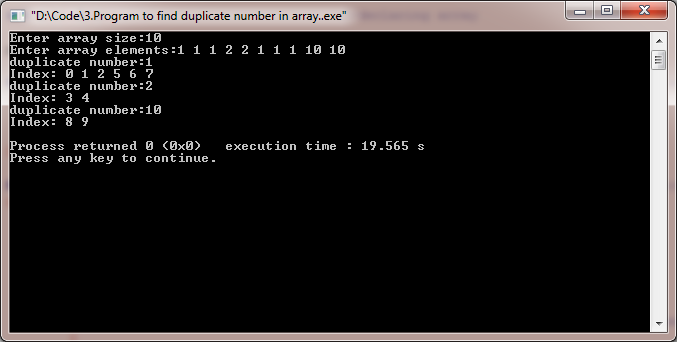 "D:\Code\3.Program to find duplicate number in array..exe"
Enter array size:10
Enter array elements:1 1 1 2 2 1 1 1 10 10
duplicate number:1
Index: 0 1 2 5 6 7
duplicate number:2
Index: 3 4
duplicate number:10
Index: 8 9
Process returned 0 (0x0)   execution time : 19.565 s
Press any key to continue.